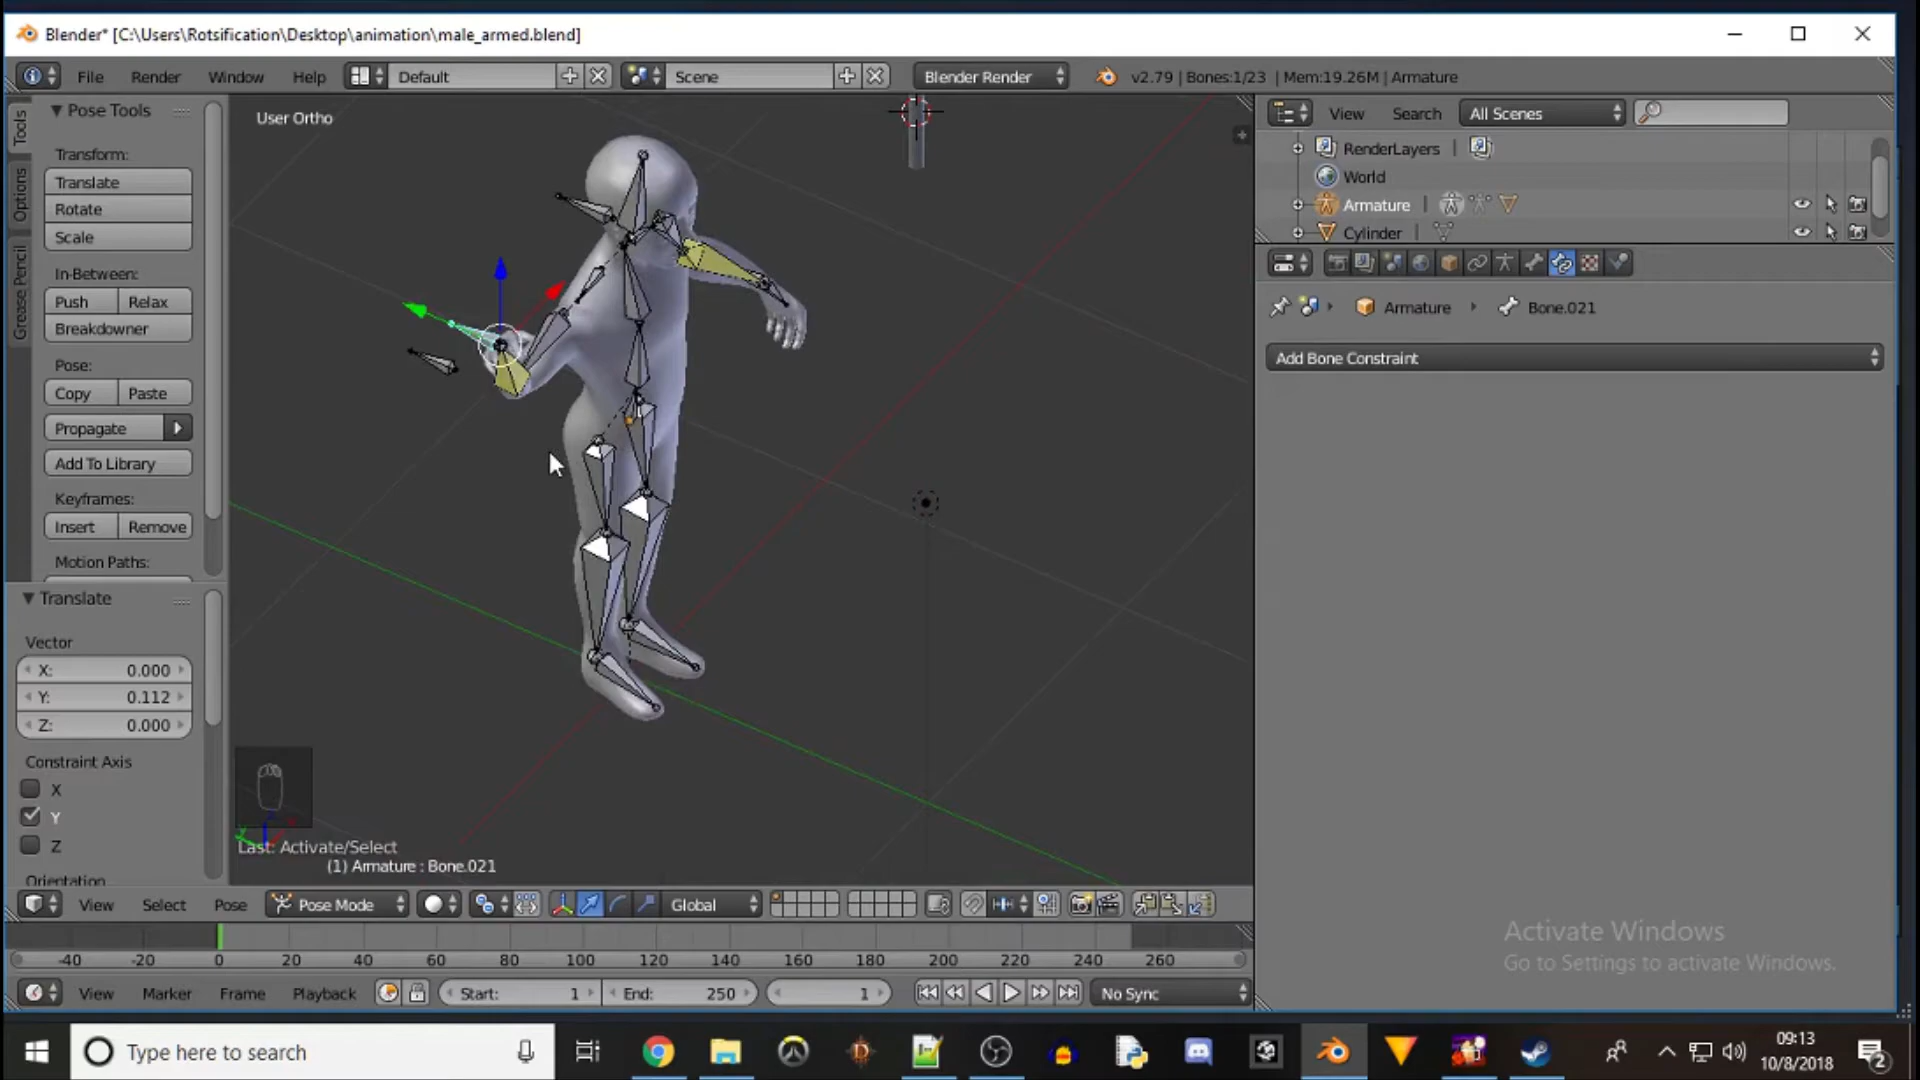 Blender* [C:\Users\Rotsification\Desktop\animation\male_armed.blend]
File Render Window Help Default Scene Blender Render v2.79 | Bones:1/23 | Mem:19.26M | Armature
Tools
Options
Grease Pencil
Pose Tools
Transform:
Translate
Rotate
Scale
In-Between:
Push Relax
Breakdowner
Pose:
Copy Paste
Propagate
Add To Library
Keyframes:
Insert Remove
Motion Paths:
Translate
Vector
X: 0.000
Y: 0.112
Z: 0.000
Constraint Axis
X
Y
Z
Orientation
User Ortho
Last: Activate/Select
(1) Armature : Bone.021
View Search All Scenes
RenderLayers |
World
Armature |
Cylinder |
Armature Bone.021
Add Bone Constraint
Activate Windows
Go to Settings to activate Windows.
View Select Pose Pose Mode Global
-40 -20 0 20 40 60 80 100 120 140 160 180 200 220 240 260
View Marker Frame Playback Start: 1 End: 250 1 No Sync
Type here to search
09:13
10/8/2018
2